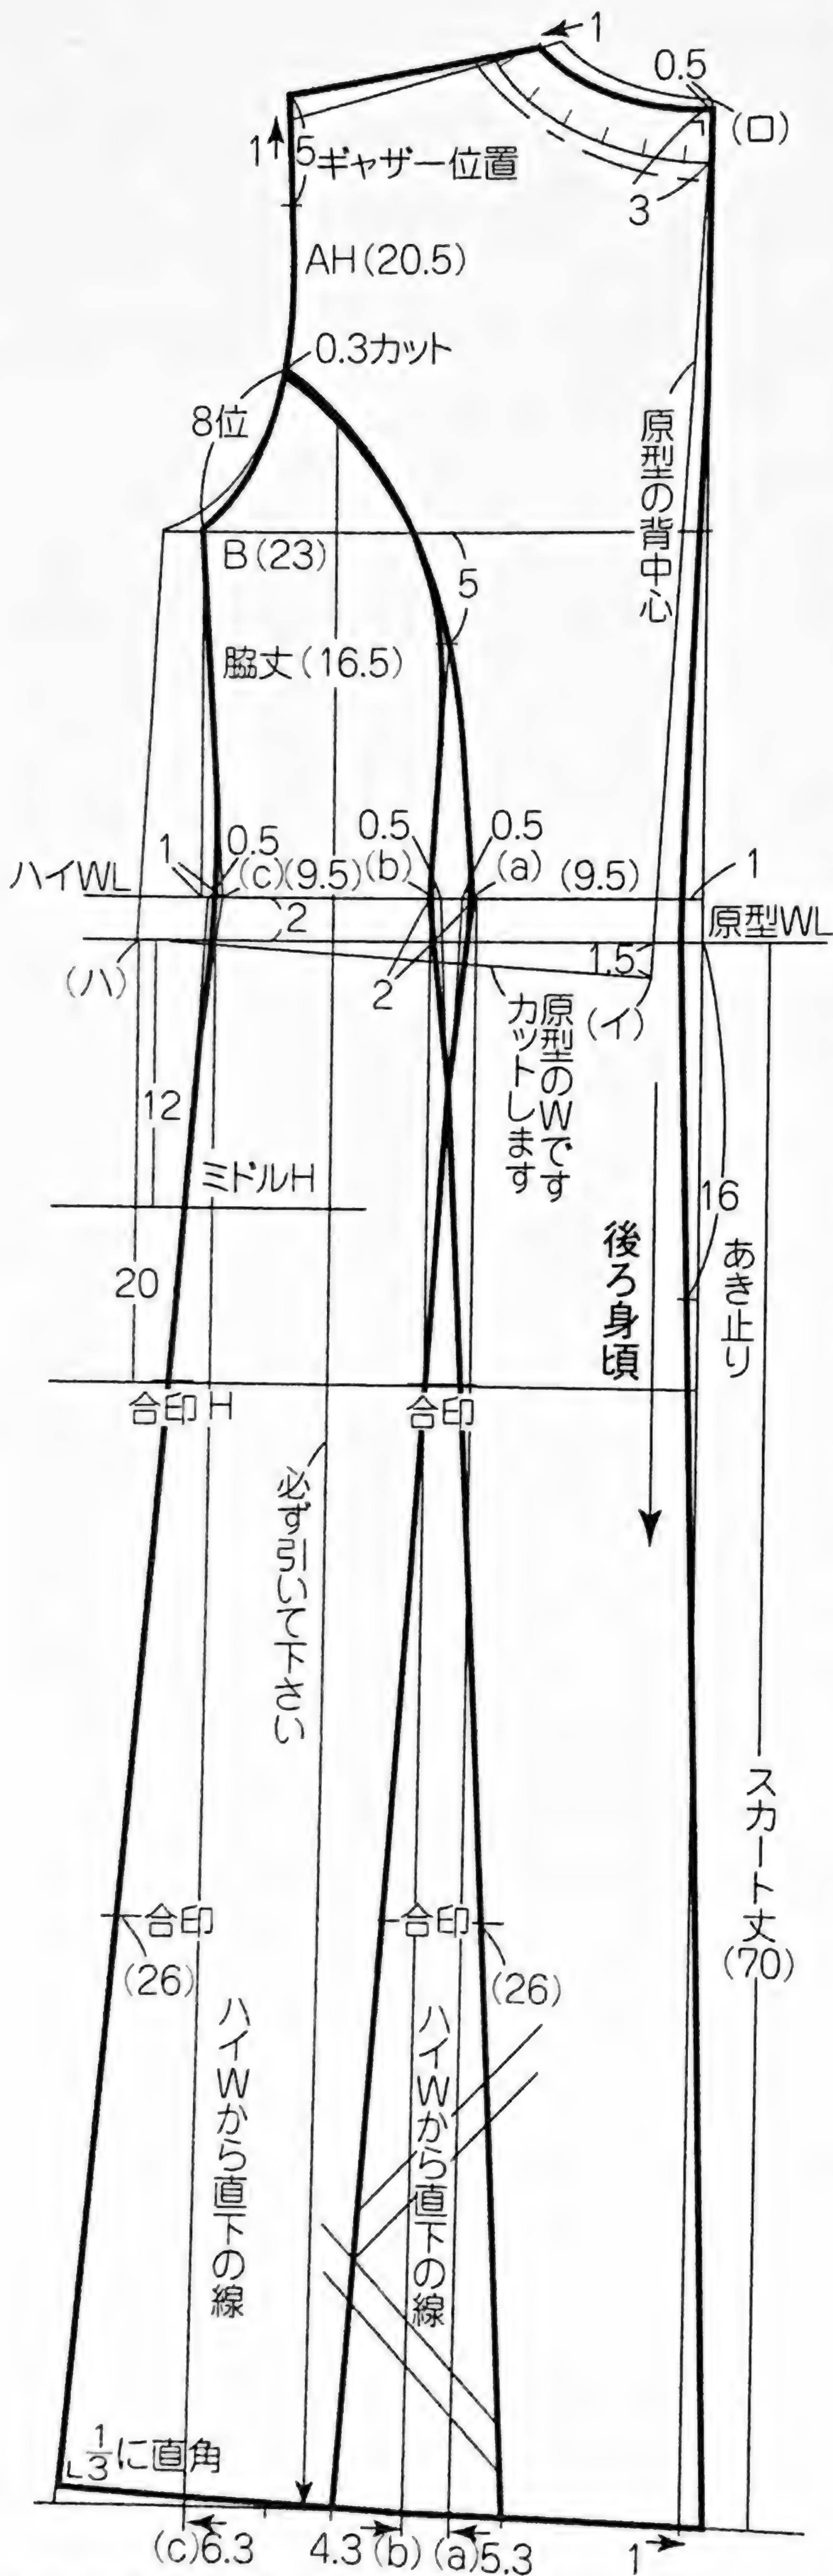 1
0.5
(ロ)
1
5
ギャザー位置
3
AH(20.5)
0.3カット
8位
原型の背中心
B(23)
5
脇丈(16.5)
1
0.5
0.5
0.5
1
ハイWL
(c)(9.5)
(b)
(a)
(9.5)
2
原型WL
(ハ)
2
1.5
(イ)
原型のWです
カットします
12
ミドルH
16
あき止り
20
後ろ身頃
合印 H
合印
必ず引いて下さい
スカート丈
(70)
合印
合印
(26)
(26)
ハイWから直下の線
ハイWから直下の線
1/3に直角
(c)6.3
4.3(b)
(a)5.3
1